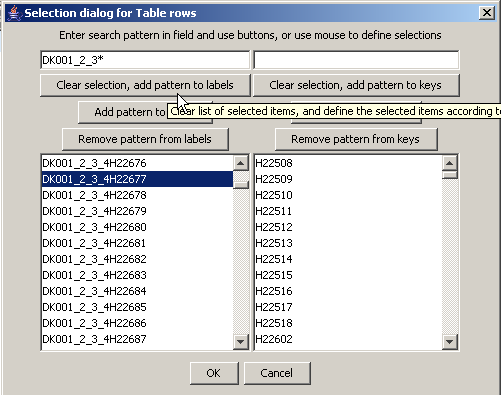 Selection dialog for Table rows
Enter search pattern in field and use buttons, or use mouse to define selections
DK001_2_3*
Clear selection, add pattern to labels Clear selection, add pattern to keys
Add pattern to Clear list of selected items, and define the selected items according to
Remove pattern from labels Remove pattern from keys
DK001_2_3_4H22676 H22508
DK001_2_3_4H22677 H22509
DK001_2_3_4H22678 H22510
DK001_2_3_4H22679 H22511
DK001_2_3_4H22680 H22512
DK001_2_3_4H22681 H22513
DK001_2_3_4H22682 H22514
DK001_2_3_4H22683 H22515
DK001_2_3_4H22684 H22516
DK001_2_3_4H22685 H22517
DK001_2_3_4H22686 H22518
DK001_2_3_4H22687 H22602
OK Cancel